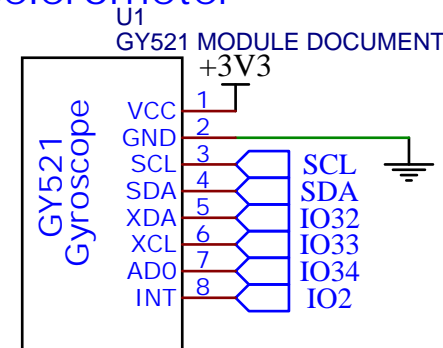 U1
GY521 MODULE DOCUMENT
+3V3
GY521
Gyroscope
VCC 1
GND 2
SCL 3 SCL
SDA 4 SDA
XDA 5 IO32
XCL 6 IO33
AD0 7 IO34
INT 8 IO2